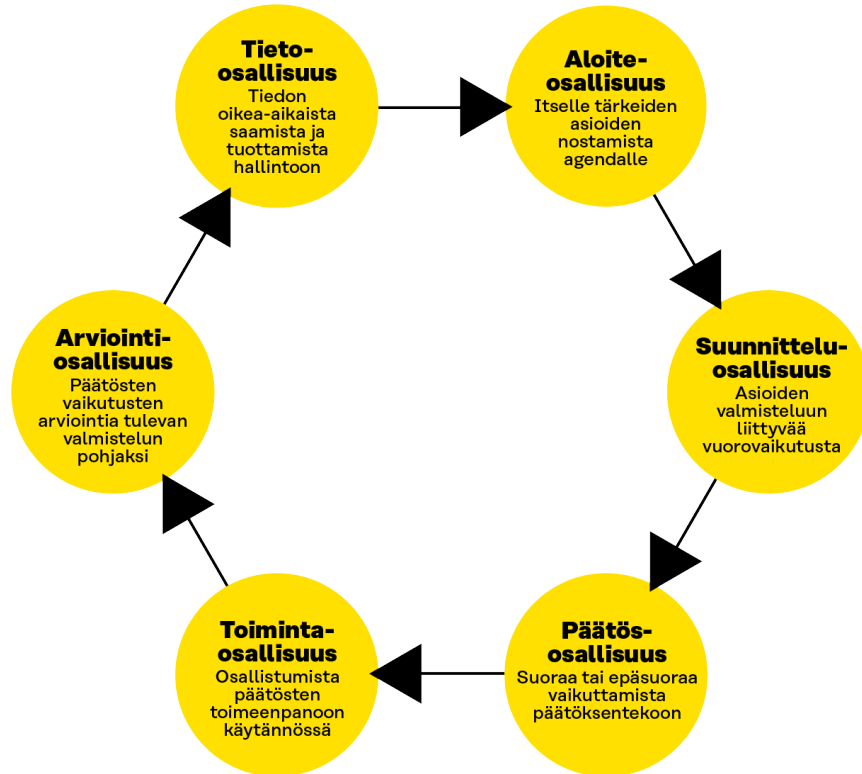 Tieto-
osallisuus
Tiedon
oikea-aikaista
saamista ja
tuottamista
hallintoon
Aloite-
osallisuus
Itselle tärkeiden
asioiden
nostamista
agendalle
Suunnittelu-
osallisuus
Asioiden
valmisteluun
liittyvää
vuorovaikutusta
Päätös-
osallisuus
Suoraa tai epäsuoraa
vaikuttamista
päätöksentekoon
Toiminta-
osallisuus
Osallistumista
päätösten
toimeenpanoon
käytännössä
Arviointi-
osallisuus
Päätösten
vaikutusten
arviointia tulevan
valmistelun
pohjaksi